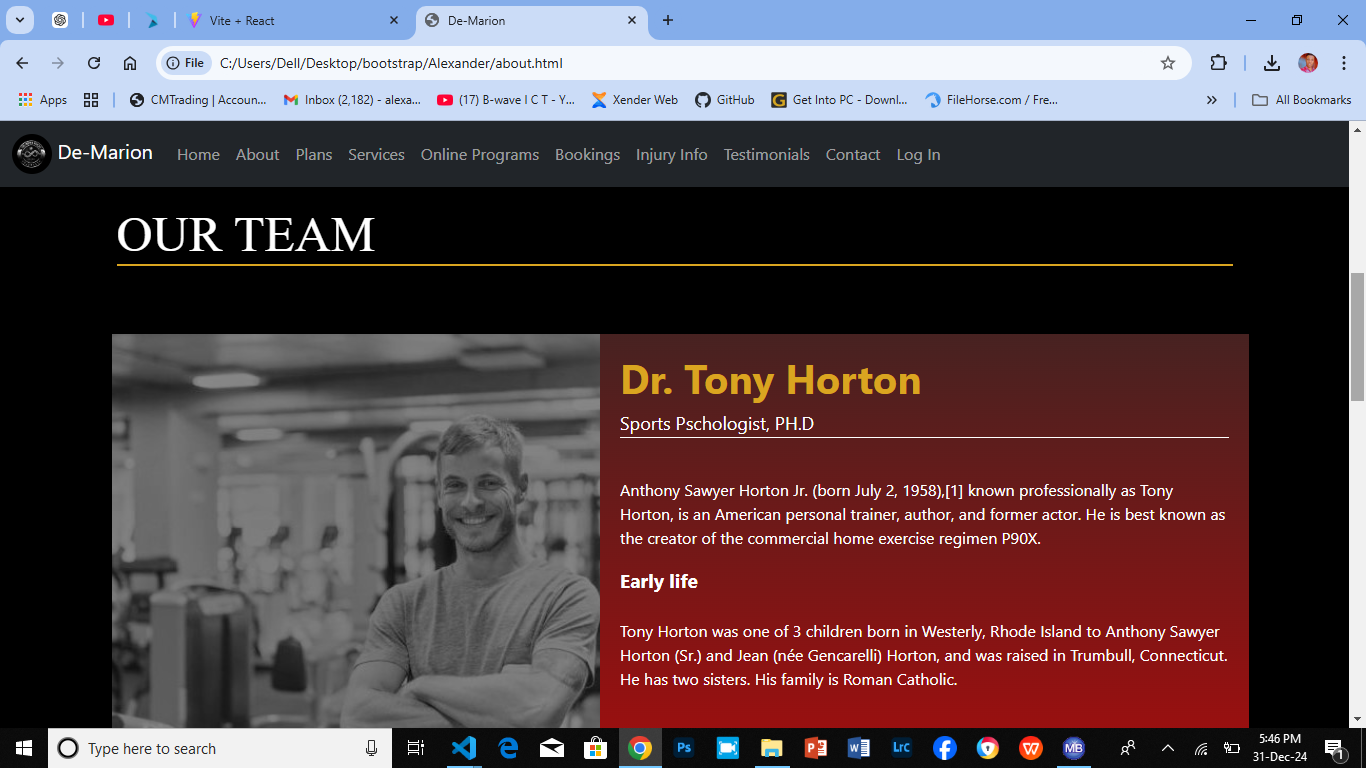 Vite + React
De-Marion
File
C:/Users/Dell/Desktop/bootstrap/Alexander/about.html
Apps
CMTrading | Accoun...
Inbox (2,182) - alexa...
(17) B-wave I C T - Y...
Xender Web
GitHub
Get Into PC - Downl...
FileHorse.com / Fre...
All Bookmarks
De-Marion
Home
About
Plans
Services
Online Programs
Bookings
Injury Info
Testimonials
Contact
Log In
OUR TEAM
Dr. Tony Horton
Sports Pschologist, PH.D
Anthony Sawyer Horton Jr. (born July 2, 1958),[1] known professionally as Tony
Horton, is an American personal trainer, author, and former actor. He is best known as
the creator of the commercial home exercise regimen P90X.
Early life
Tony Horton was one of 3 children born in Westerly, Rhode Island to Anthony Sawyer
Horton (Sr.) and Jean (née Gencarelli) Horton, and was raised in Trumbull, Connecticut.
He has two sisters. His family is Roman Catholic.
Type here to search
Ps
Lrc
MB
5:46 PM
31-Dec-24
1